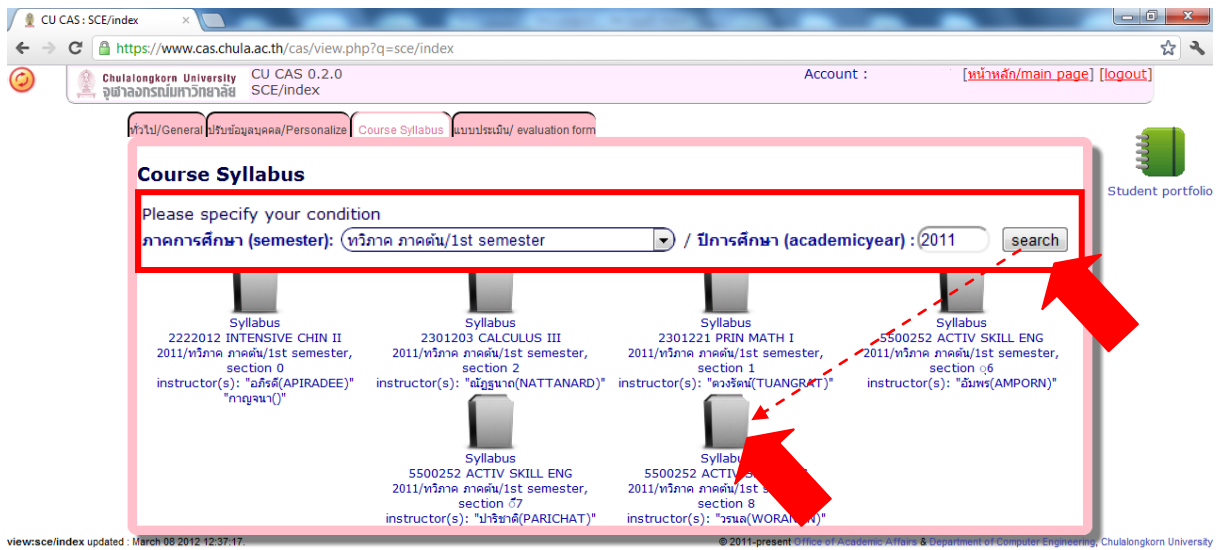 CU CAS : SCE/index
https://www.cas.chula.ac.th/cas/view.php?q=sce/index
Chulalongkorn University
จุฬาลงกรณ์มหาวิทยาลัย
CU CAS 0.2.0
SCE/index
Account :
[หน้าหลัก/main page] [logout]
ทั่วไป/General
ปรับข้อมูลบุคคล/Personalize
Course Syllabus
แบบประเมิน/ evaluation form
Student portfolio
Course Syllabus
Please specify your condition
ภาคการศึกษา (semester): ทวิภาค ภาคต้น/1st semester / ปีการศึกษา (academicyear) : 2011 search
Syllabus
2222012 INTENSIVE CHIN II
2011/ทวิภาค ภาคต้น/1st semester,
section 0
instructor(s): "อภิรดี(APIRADEE)"
"กาญจนา()"
Syllabus
2301203 CALCULUS III
2011/ทวิภาค ภาคต้น/1st semester,
section 2
instructor(s): "ณัฏฐนาถ(NATTANARD)"
Syllabus
2301221 PRIN MATH I
2011/ทวิภาค ภาคต้น/1st semester,
section 1
instructor(s): "ตวงรัตน์(TUANGRAT)"
Syllabus
5500252 ACTIV SKILL ENG
2011/ทวิภาค ภาคต้น/1st semester,
section 6
instructor(s): "อัมพร(AMPORN)"
Syllabus
5500252 ACTIV SKILL ENG
2011/ทวิภาค ภาคต้น/1st semester,
section 7
instructor(s): "ปาริชาติ(PARICHAT)"
Syllabus
5500252 ACTIV
2011/ทวิภาค ภาคต้น/1st
section 8
instructor(s):
view:sce/index updated : March 08 2012 12:37:17.
© 2011-present Office of Academic Affairs & Department of Computer Engineering, Chulalongkorn University